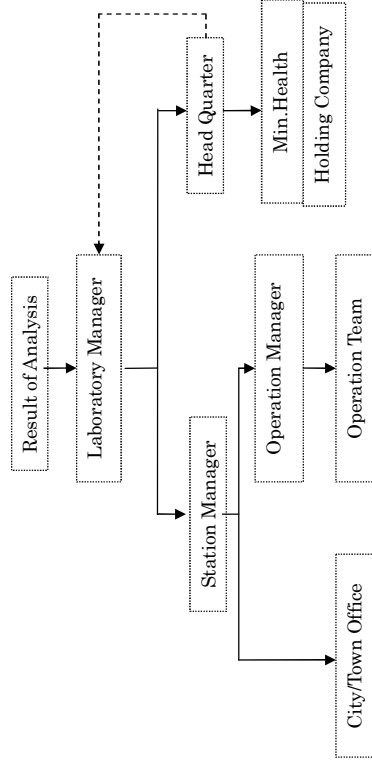 Result of Analysis
Laboratory Manager
Station Manager
Head Quarter
City/Town Office
Operation Manager
Operation Team
Min.Health
Holding Company